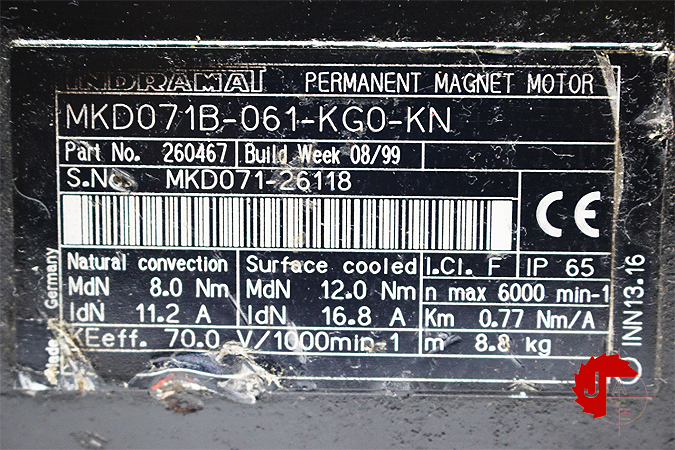 INDRAMAT PERMANENT MAGNET MOTOR
MKD071B-061-KG0-KN
Part No. 260467 Build Week 08/99
S.No. MKD071-26118
CE
Natural convection Surface cooled I.Cl. F IP 65
MdN 8.0 Nm MdN 12.0 Nm n max 6000 min-1
IdN 11.2 A IdN 16.8 A Km 0.77 Nm/A
KEeff. 70.0 V/1000min-1 m 8.8 kg
Made Germany
INN13.16
J